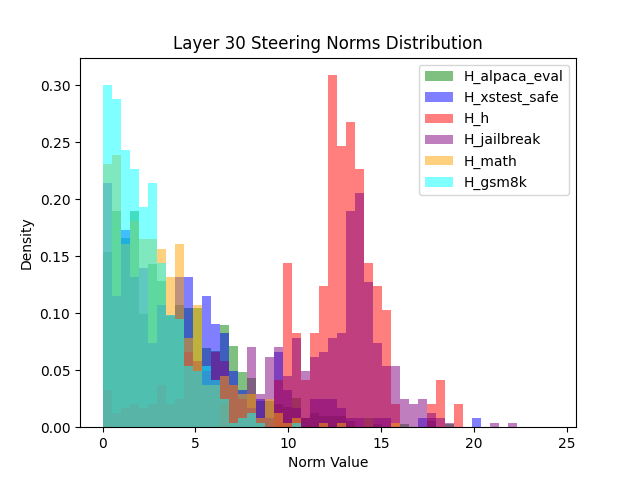 Layer 30 Steering Norms Distribution
H_alpaca_eval
H_xstest_safe
H_h
H_jailbreak
H_math
H_gsm8k
0.30
0.25
0.20
0.15
0.10
0.05
0.00
Density
0 5 10 15 20 25
Norm Value